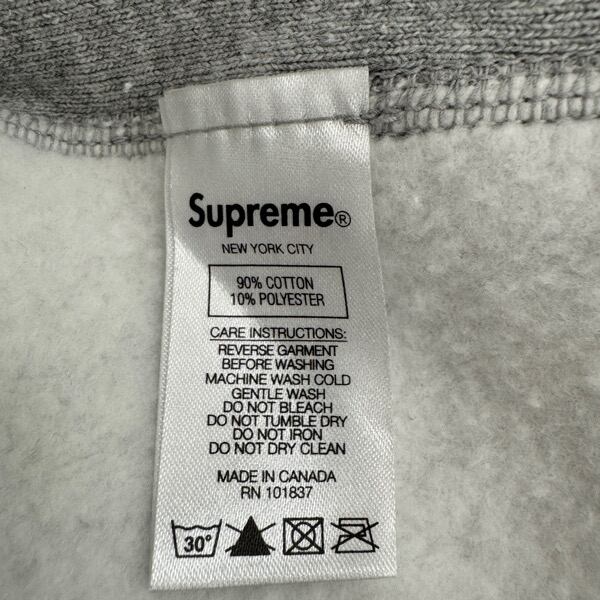 Supreme®
NEW YORK CITY
90% COTTON
10% POLYESTER
CARE INSTRUCTIONS:
REVERSE GARMENT
BEFORE WASHING
MACHINE WASH COLD
GENTLE WASH
DO NOT BLEACH
DO NOT TUMBLE DRY
DO NOT IRON
DO NOT DRY CLEAN
MADE IN CANADA
RN 101837
30°